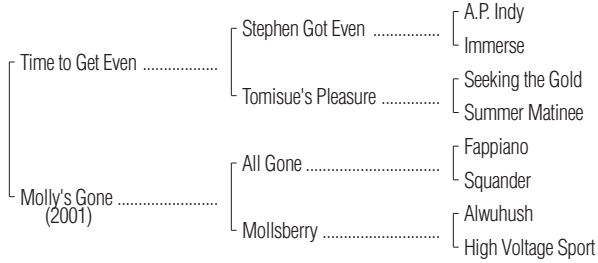 A.P. Indy
Stephen Got Even ................
Immerse
Time to Get Even ..................
Seeking the Gold
Tomisue's Pleasure ..............
Summer Matinee
Fappiano
All Gone ................................
Squander
Molly's Gone ........................
(2001)
Alwuhush
Mollsberry ............................
High Voltage Sport